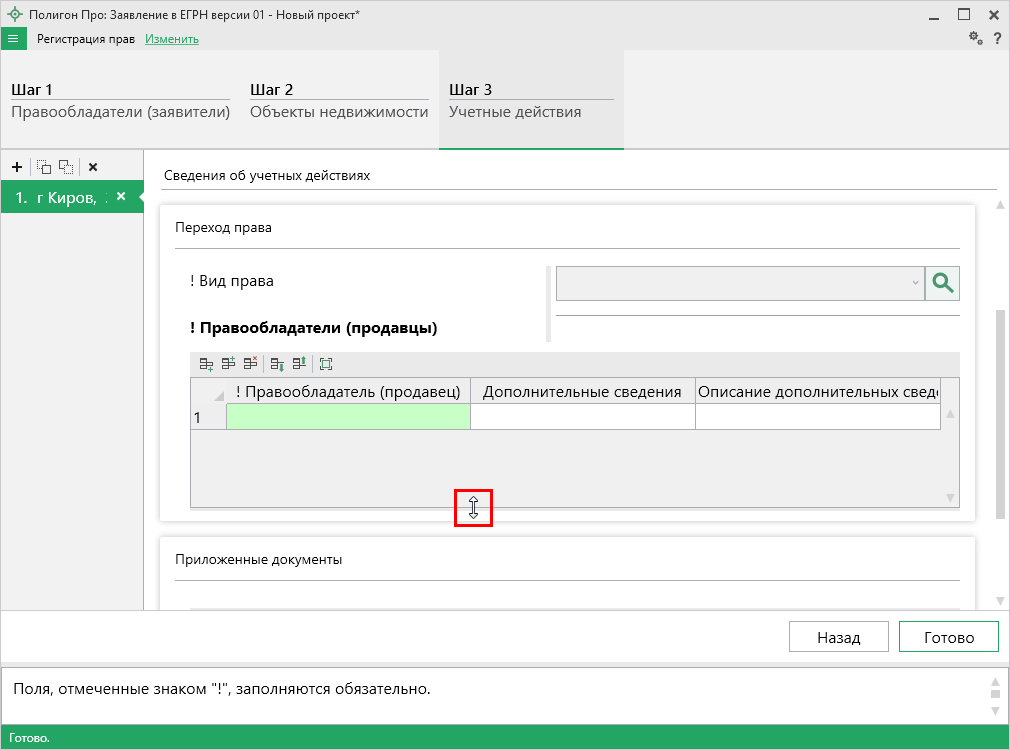 Полигон Про: Заявление в ЕГРН версии 01 - Новый проект*
Регистрация прав Изменить
?
Шаг 1
Правообладатели (заявители)
Шаг 2
Объекты недвижимости
Шаг 3
Учетные действия
1. г Киров,
Сведения об учетных действиях
Переход права
! Вид права
! Правообладатели (продавцы)
! Правообладатель (продавец) Дополнительные сведения Описание дополнительных свед
1
Приложенные документы
Назад Готово
Поля, отмеченные знаком "!", заполняются обязательно.
Готово.